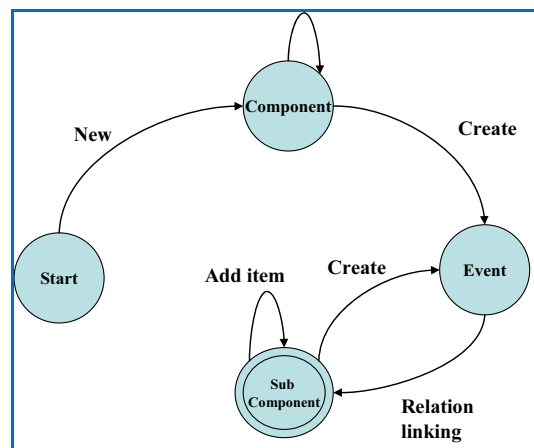 Component
New
Create
Start
Event
Add item
Create
Sub
Component
Relation
linking